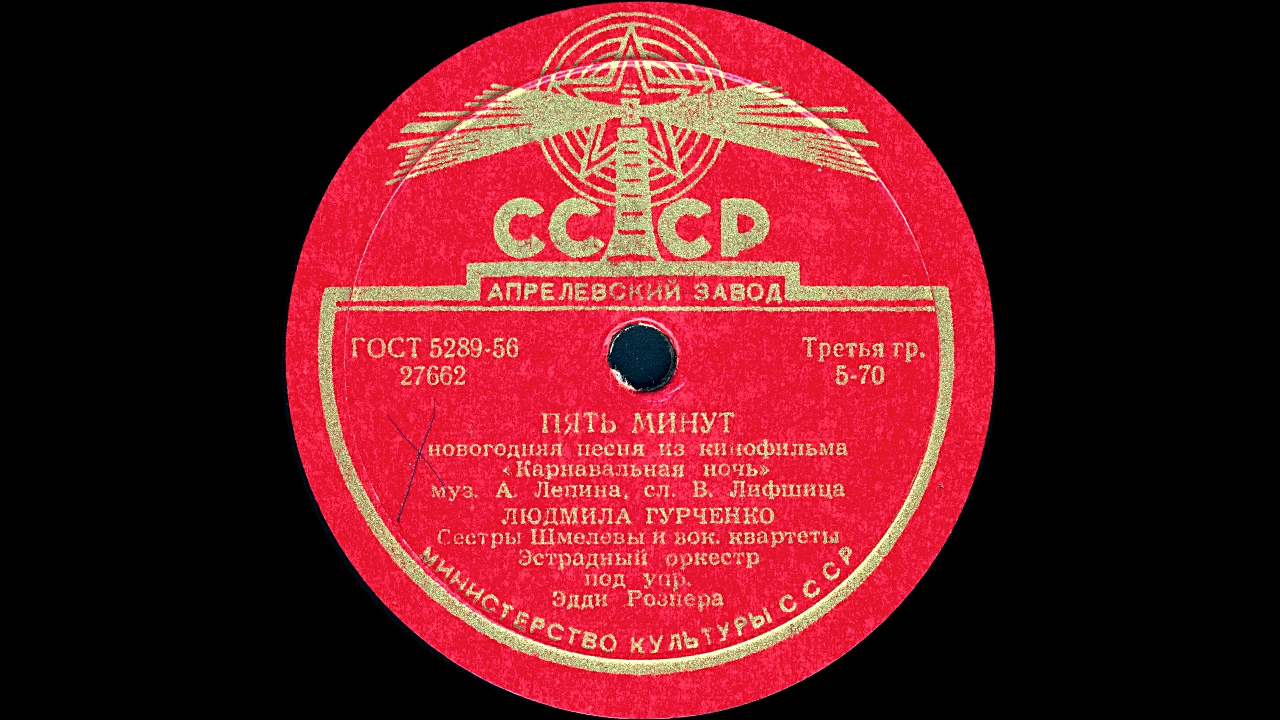 СССР
АПРЕЛЕВСКИЙ ЗАВОД
ГОСТ 5289-56
27662
Третья гр.
5-70
ПЯТЬ МИНУТ
новогодняя песня из кинофильма
«Карнавальная ночь»
муз. А. Лепина, сл. В. Лифшица
ЛЮДМИЛА ГУРЧЕНКО
Сестры Шмелевы и вок. квартеты
Эстрадный оркестр
под упр.
Эдди Рознера
МИНИСТЕРСТВО КУЛЬТУРЫ СССР